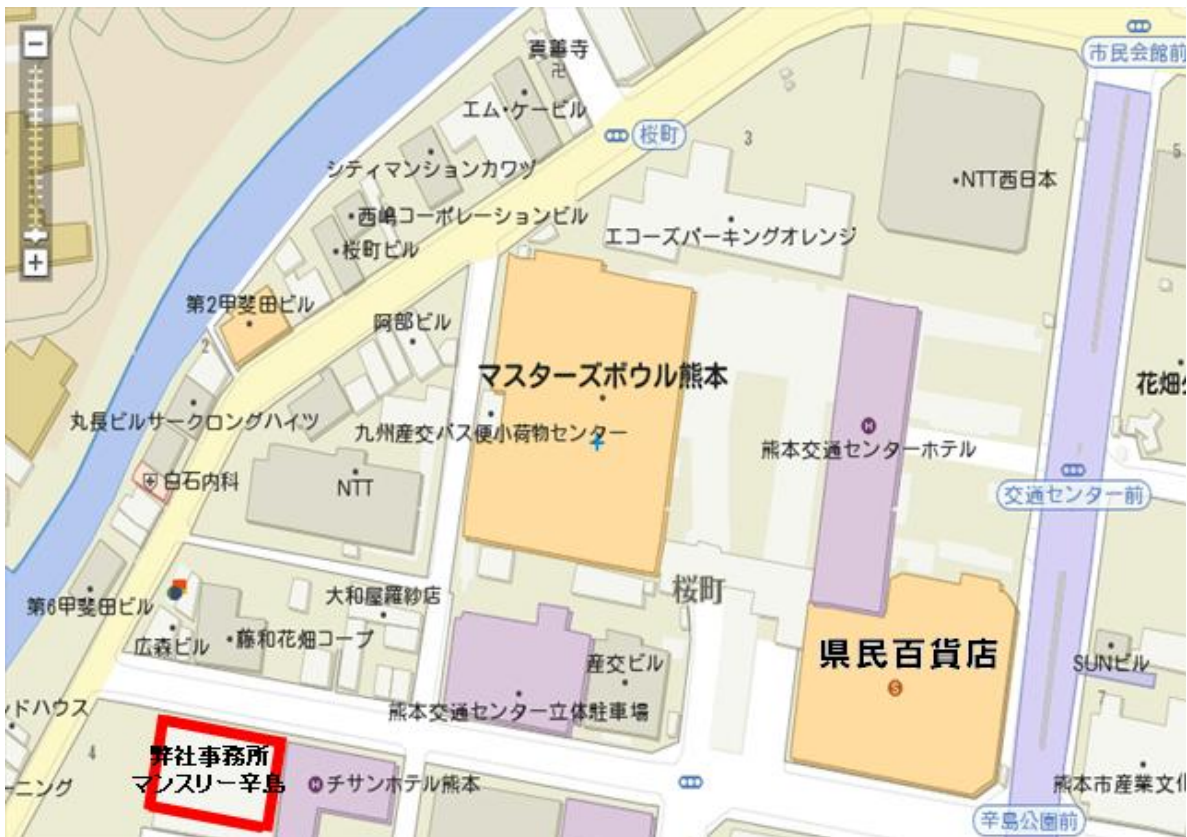 市民会館前
真善寺
卍
エム・ケービル
桜町
3
5
シティマンションカワヅ
NTT西日本
西嶋コーポレーションビル
エコーズパーキングオレンジ
桜町ビル
第2甲斐田ビル
阿部ビル
2
マスターズボウル熊本
花畑
丸長ビルサークロングハイツ
九州産交バス便小荷物センター
H
熊本交通センターホテル
白石内科
NTT
交通センター前
桜町
第6甲斐田ビル
大和屋羅紗店
広森ビル
藤和花畑コープ
産交ビル
県民百貨店
S
SUNビル
7
ドハウス
熊本交通センター立体駐車場
4
弊社事務所
マンスリー辛島
ーニング
H
チサンホテル熊本
熊本市産業文化
辛島公園前